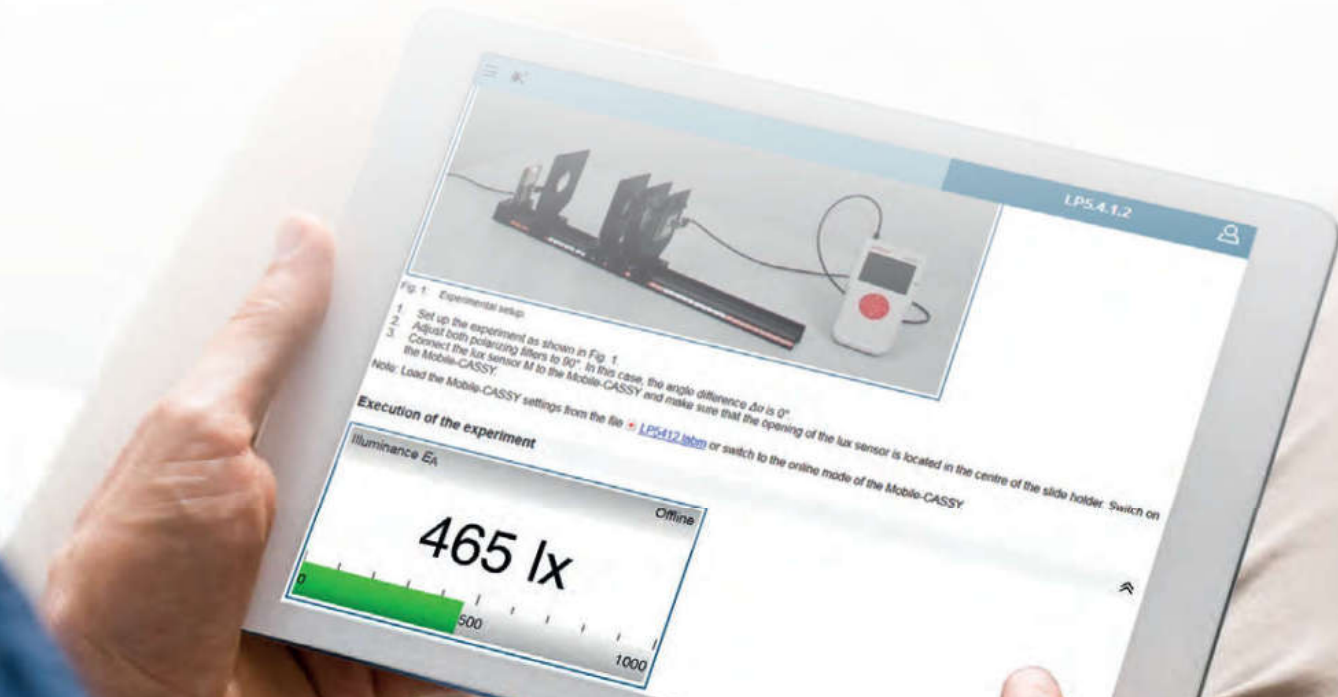 LP5.4.1.2
Fig. 1: Experimental setup.
1. Set up the experiment as shown in Fig. 1.
2. Adjust both polarizing filters to 90°. In this case, the angle difference Δα is 0°.
3. Connect the lux sensor M to the Mobile-CASSY and make sure that the opening of the lux sensor is located in the centre of the slide holder. Switch on
the Mobile-CASSY.
Note: Load the Mobile-CASSY settings from the file LP5412.labm or switch to the online mode of the Mobile-CASSY
Execution of the experiment
Illuminance EA
Offline
465 lx
0
500
1000